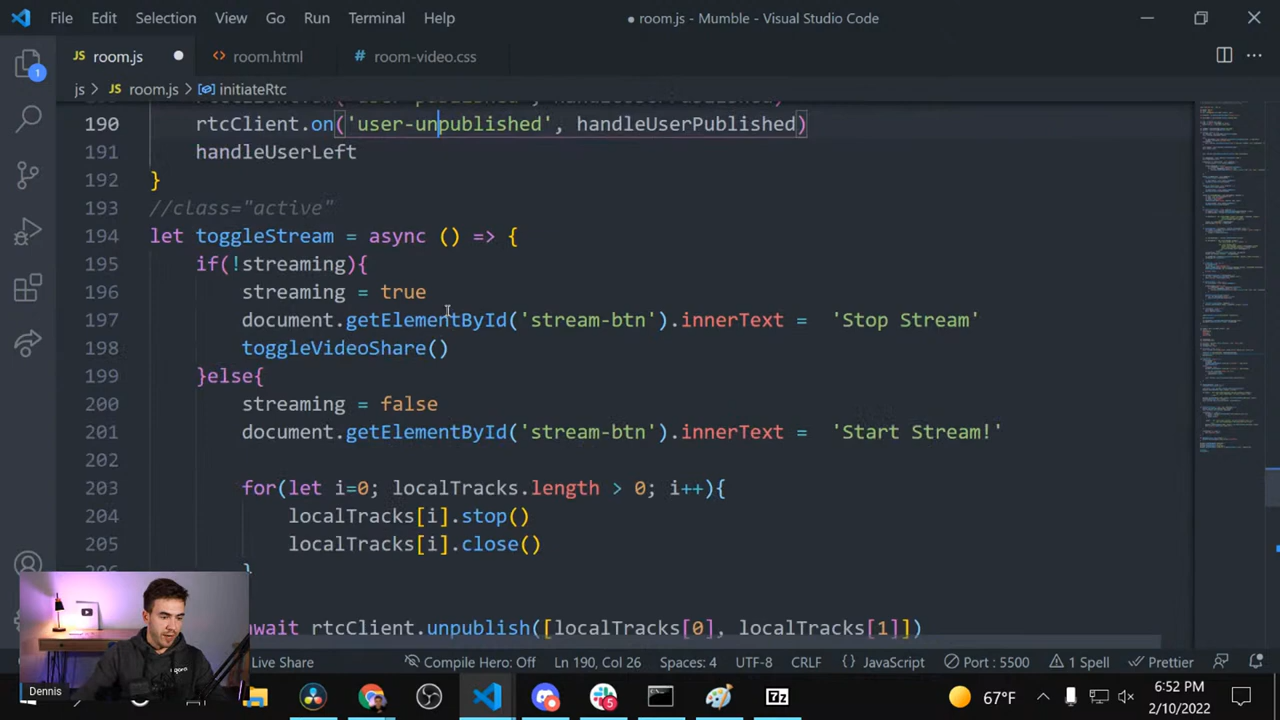 File Edit Selection View Go Run Terminal Help
● room.js - Mumble - Visual Studio Code
JS room.js ● room.html # room-video.css
js > JS room.js > initiateRtc
190 rtcClient.on('user-unpublished', handleUserPublished)
191 handleUserLeft
192 }
193 //class="active"
194 let toggleStream = async () => {
195 if(!streaming){
196 streaming = true
197 document.getElementById('stream-btn').innerText =  'Stop Stream'
198 toggleVideoShare()
199 }else{
200 streaming = false
201 document.getElementById('stream-btn').innerText =  'Start Stream!'
202
203 for(let i=0; localTracks.length > 0; i++){
204 localTracks[i].stop()
205 localTracks[i].close()
}
await rtcClient.unpublish([localTracks[0], localTracks[1]])
Live Share Compile Hero: Off Ln 190, Col 26 Spaces: 4 UTF-8 CRLF {} JavaScript Port : 5500 1 Spell Prettier
Dennis
5
7z
67°F
6:52 PM
2/10/2022
1